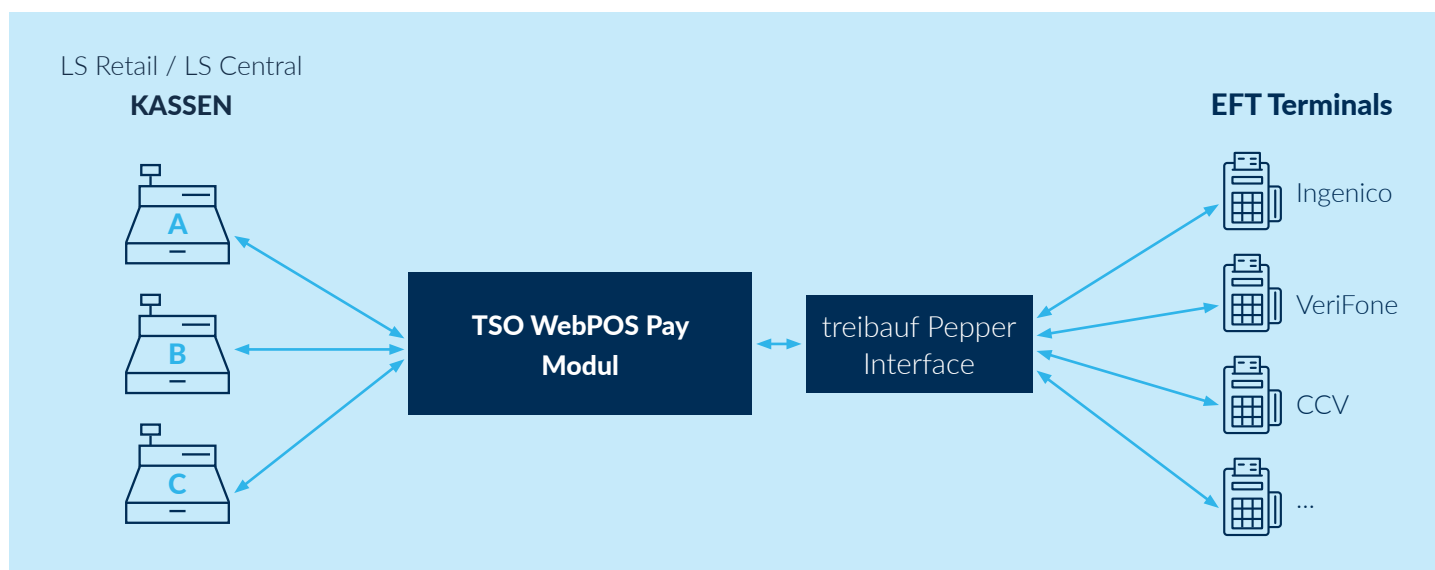 LS Retail / LS Central
KASSEN
A
B
C
TSO WebPOS Pay
Modul
treibauf Pepper
Interface
EFT Terminals
Ingenico
VeriFone
CCV
...